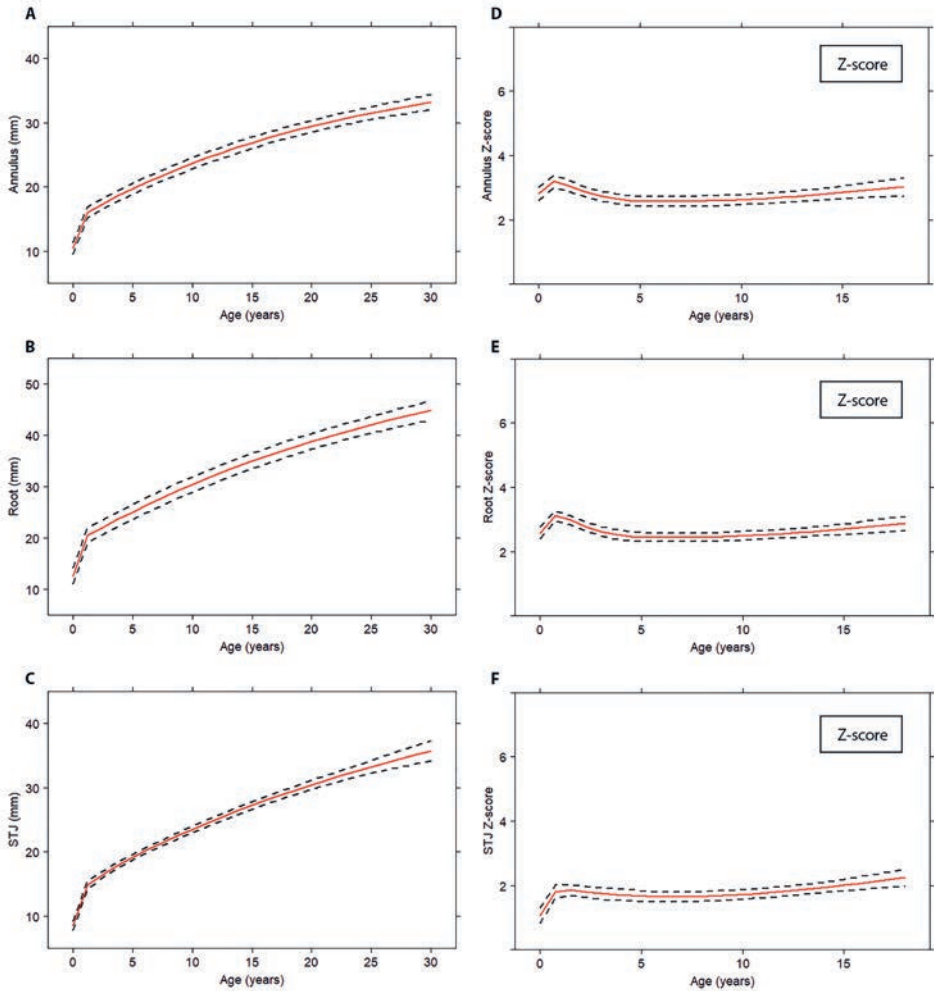 A
40
30
20
10
Annulus (mm)
0 5 10 15 20 25 30
Age (years)
D
Z-score
6
4
2
Annulus Z-score
0 5 10 15
Age (years)
B
50
40
30
20
10
Root (mm)
0 5 10 15 20 25 30
Age (years)
E
Z-score
6
4
2
Root Z-score
0 5 10 15
Age (years)
C
40
30
20
10
STJ (mm)
0 5 10 15 20 25 30
Age (years)
F
Z-score
6
4
2
STJ Z-score
0 5 10 15
Age (years)